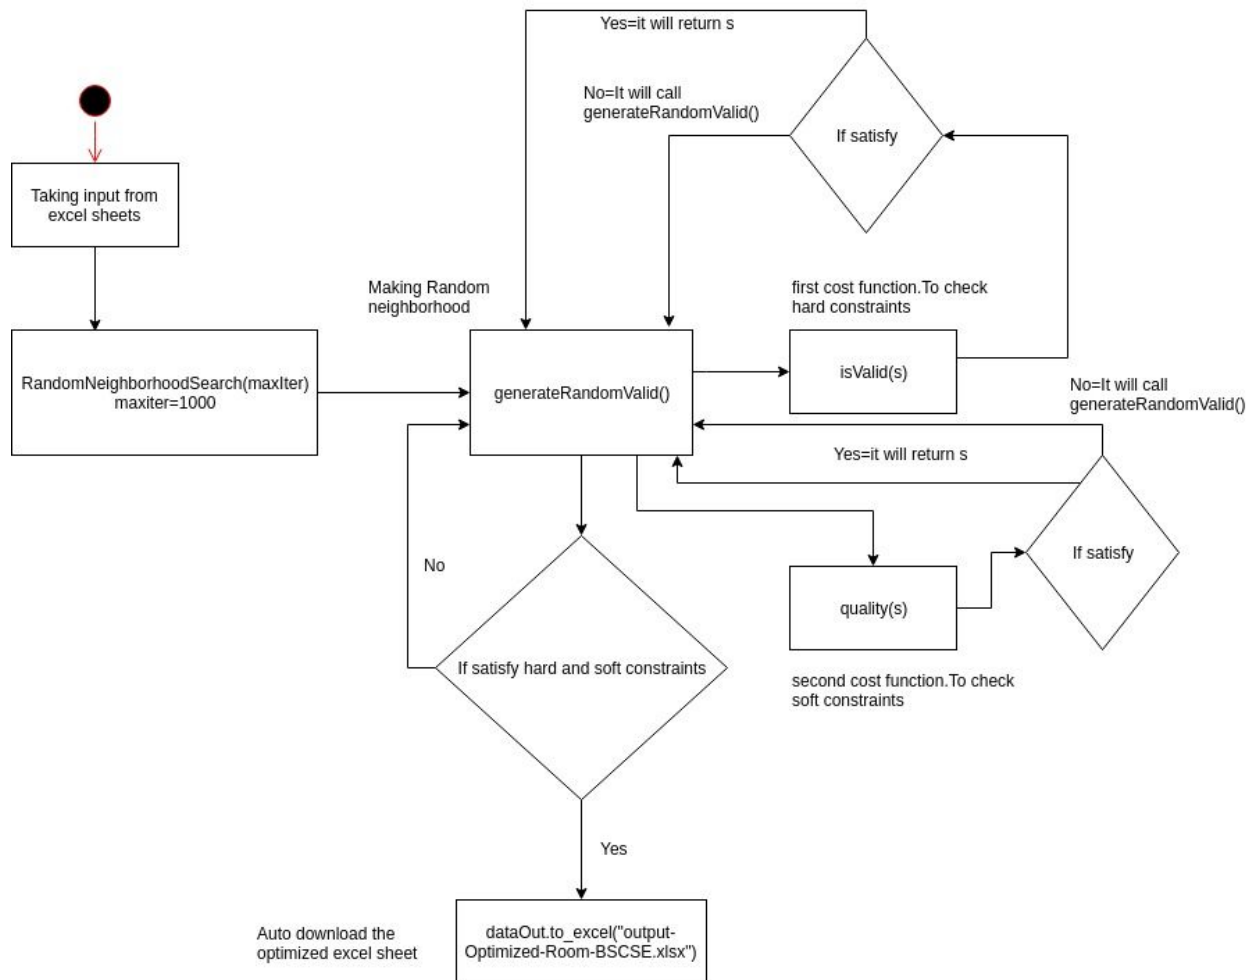 Yes=it will return s
No=It will call
generateRandomValid()
If satisfy
Taking input from
excel sheets
Making Random
neighborhood
first cost function.To check
hard constraints
RandomNeighborhoodSearch(maxIter)
maxiter=1000
generateRandomValid()
isValid(s)
No=It will call
generateRandomValid()
Yes=it will return s
If satisfy
No
quality(s)
If satisfy hard and soft constraints
second cost function.To check
soft constraints
Yes
Auto download the
optimized excel sheet
dataOut.to_excel("output-
Optimized-Room-BSCSE.xlsx")